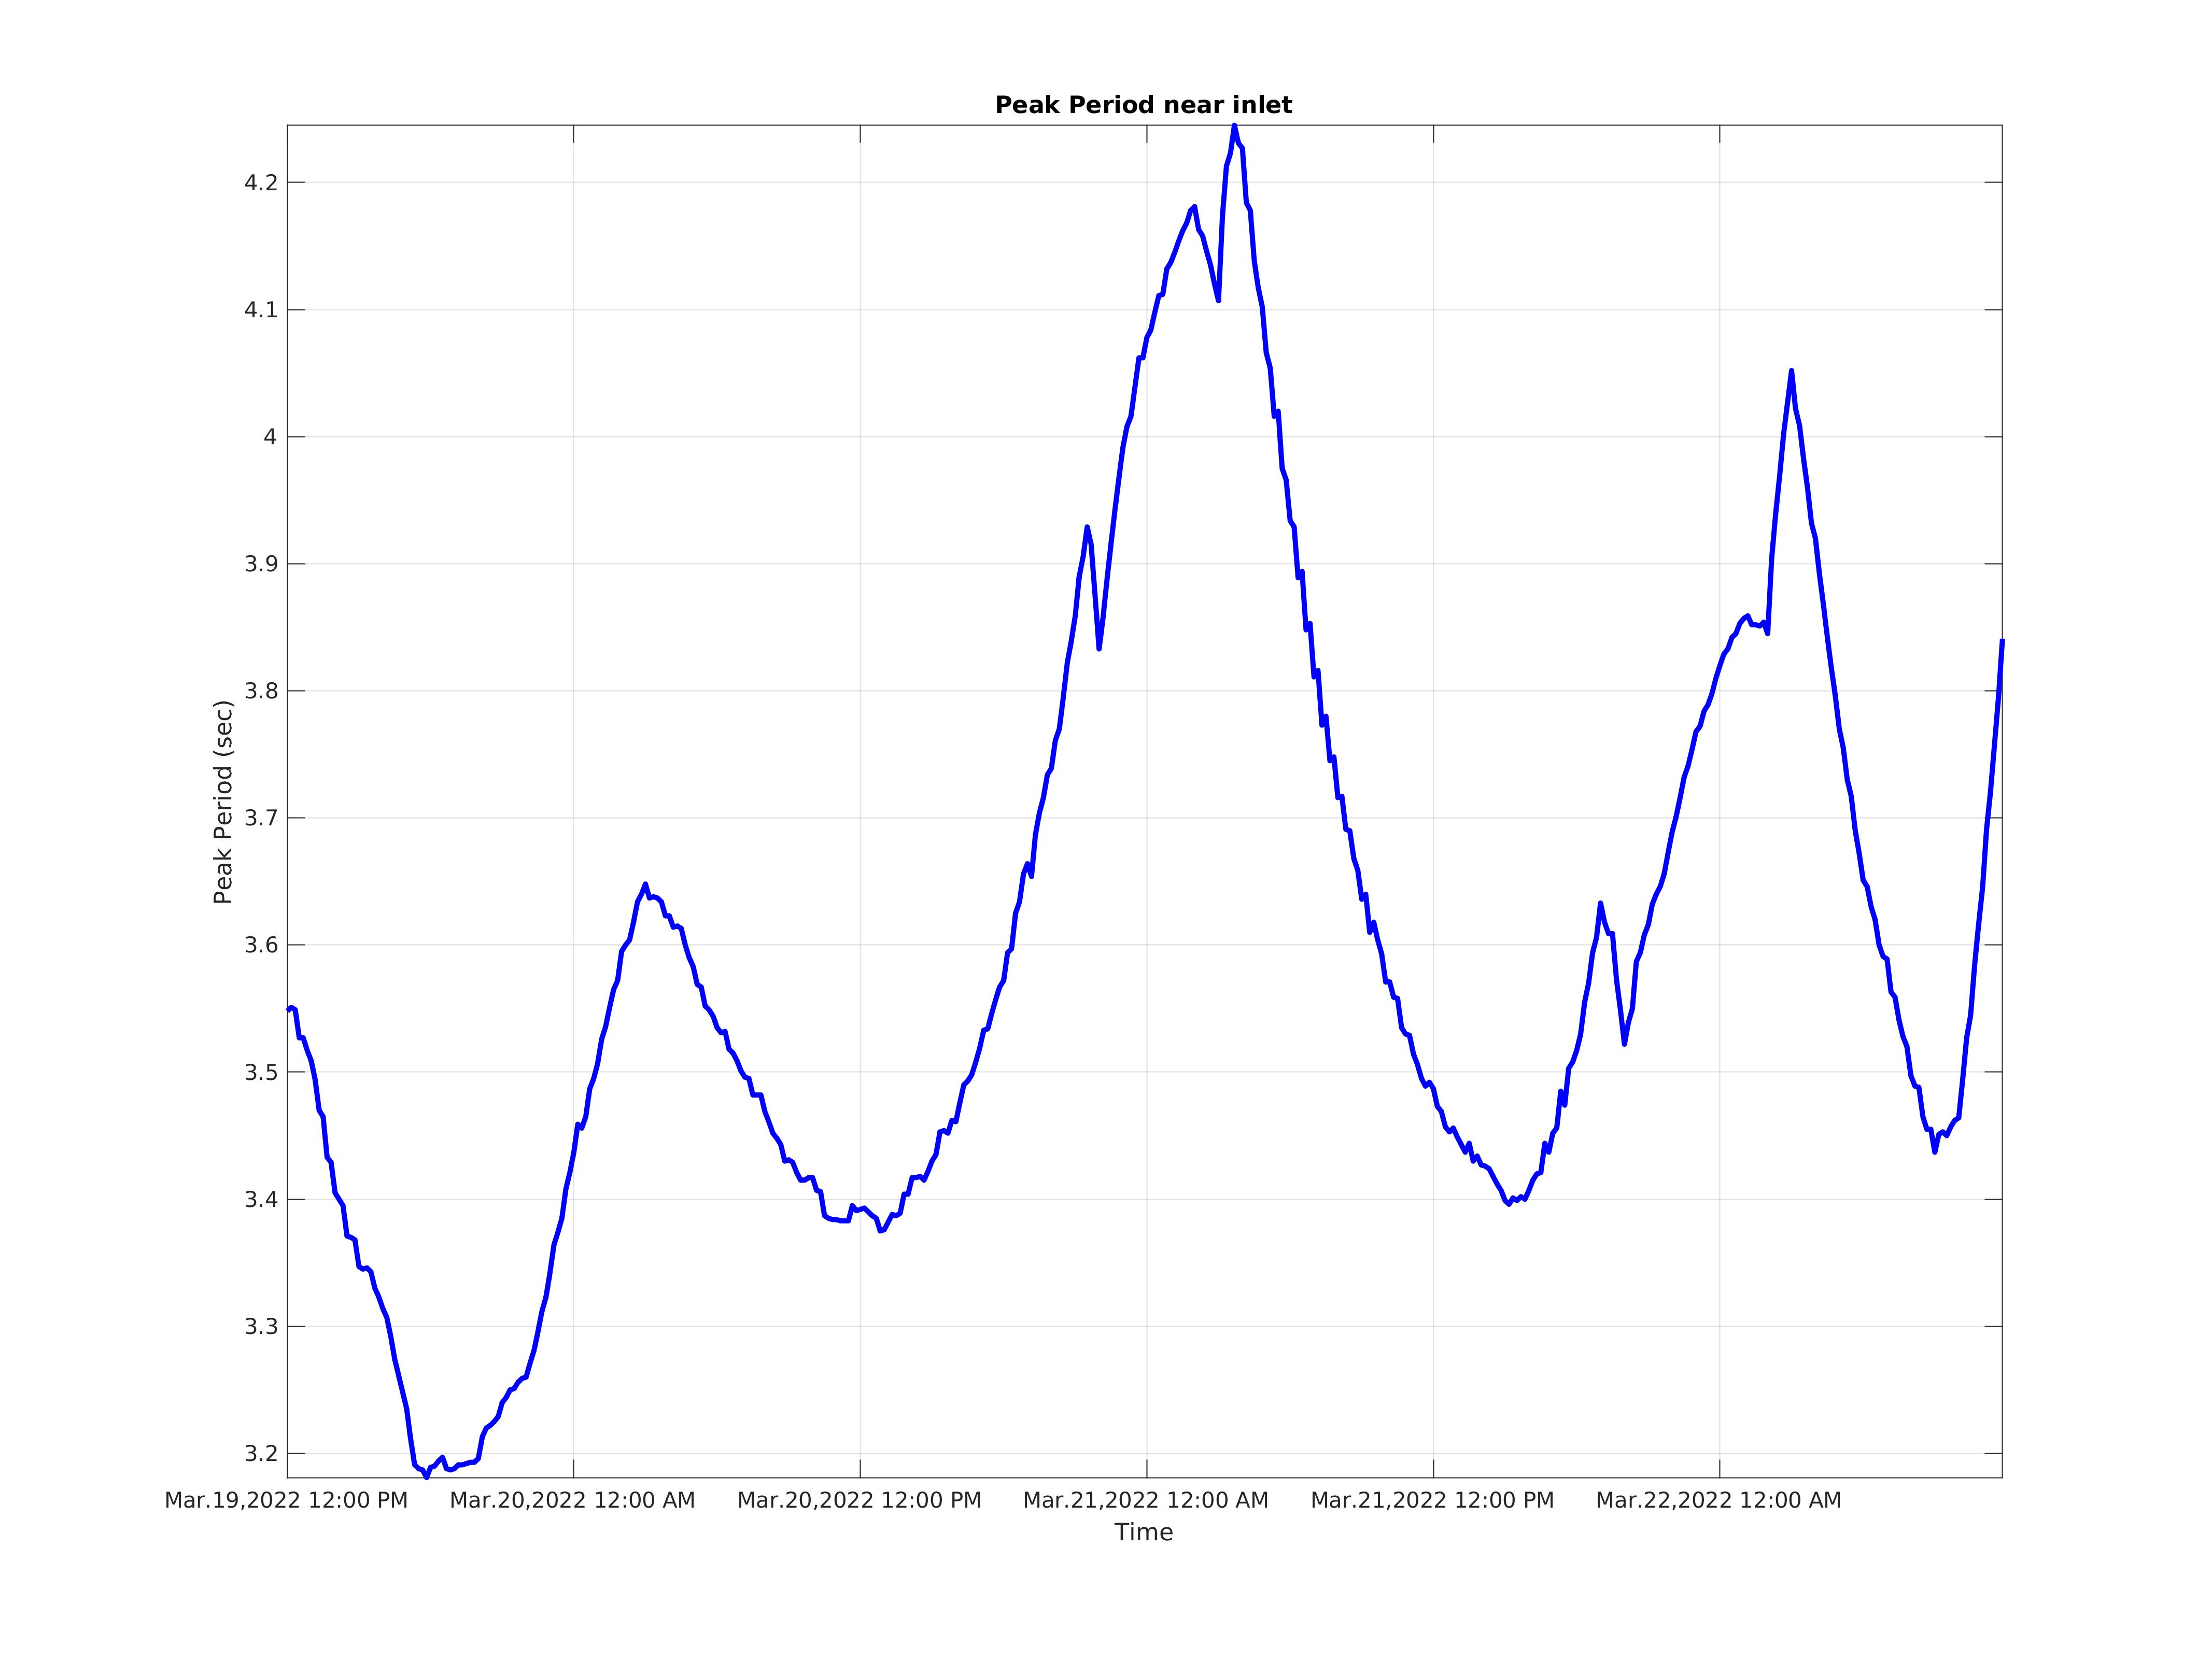 Peak Period near inlet
4.2
4.1
4
3.9
3.8
3.7
3.6
3.5
3.4
3.3
3.2
Peak Period (sec)
Mar.19,2022 12:00 PM Mar.20,2022 12:00 AM Mar.20,2022 12:00 PM Mar.21,2022 12:00 AM Mar.21,2022 12:00 PM Mar.22,2022 12:00 AM
Time